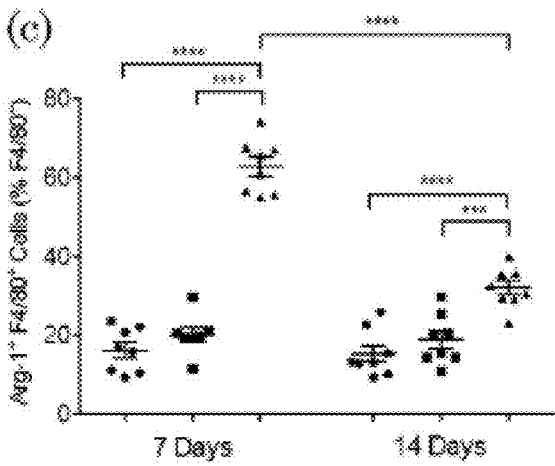 (c)
****
****
****
****
***
Arg-1⁺ F4/80⁺ Cells (% F4/80⁺)
80
60
40
20
0
7 Days
14 Days